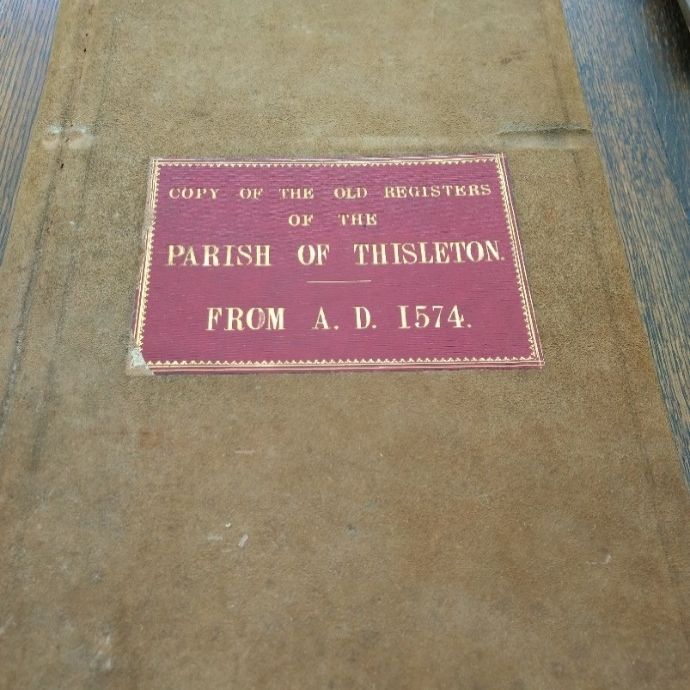 COPY OF THE OLD REGISTERS
OF THE
PARISH OF THISLETON.
FROM A. D. 1574.